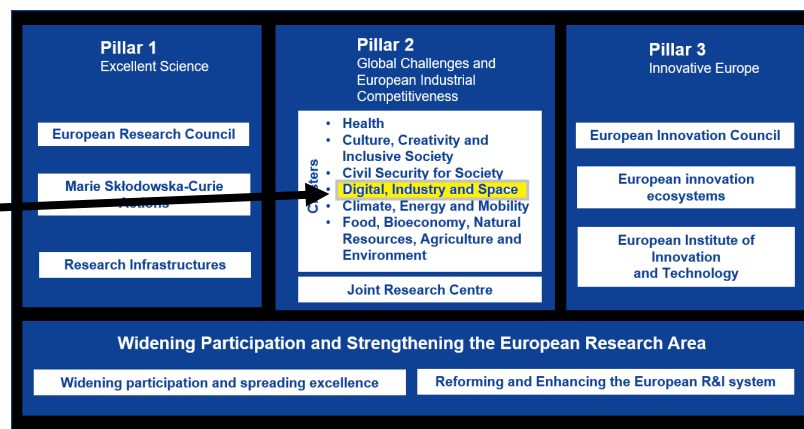 Pillar 1
Excellent Science
European Research Council
Marie Skłodowska-Curie
Actions
Research Infrastructures
Pillar 2
Global Challenges and
European Industrial
Competitiveness
Clusters
• Health
• Culture, Creativity and
Inclusive Society
• Civil Security for Society
• Digital, Industry and Space
• Climate, Energy and Mobility
• Food, Bioeconomy, Natural
Resources, Agriculture and
Environment
Joint Research Centre
Pillar 3
Innovative Europe
European Innovation Council
European innovation
ecosystems
European Institute of
Innovation
and Technology
Widening Participation and Strengthening the European Research Area
Widening participation and spreading excellence
Reforming and Enhancing the European R&I system